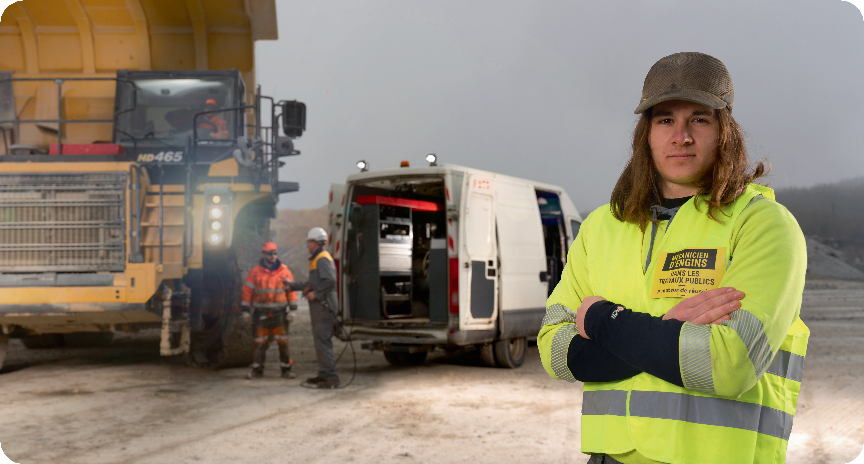 HD465
MÉCANICIEN
D'ENGINS
DANS LES
TRAVAUX PUBLICS